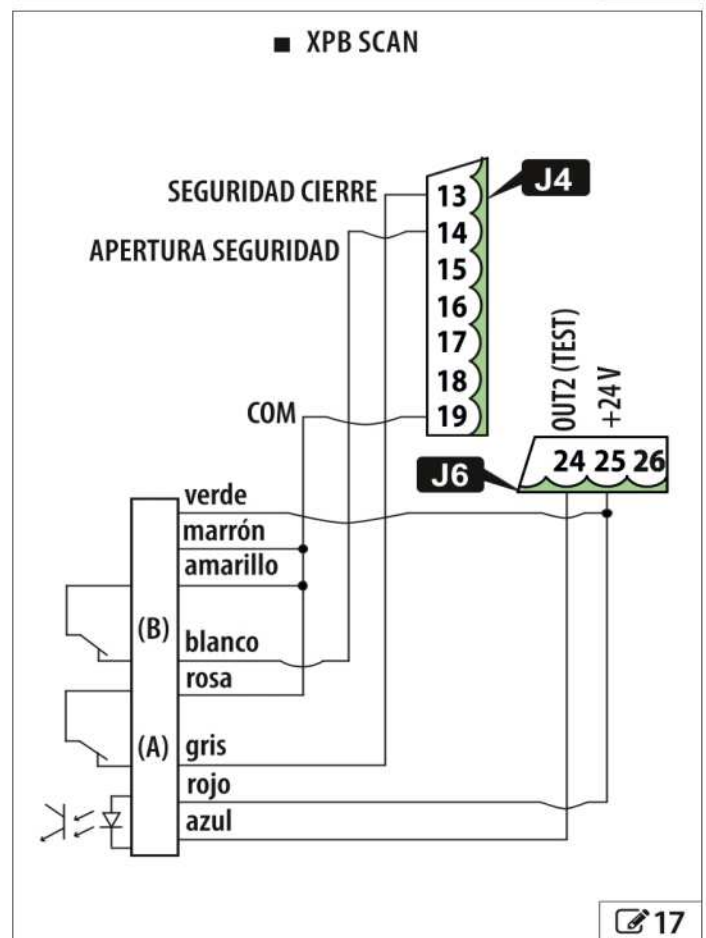 ■ XPB SCAN
SEGURIDAD CIERRE
APERTURA SEGURIDAD
COM
13
14
15
16
17
18
19
J4
OUT2 (TEST)
+24 V
24 25 26
J6
verde
marrón
amarillo
blanco
rosa
gris
rojo
azul
(B)
(A)
17